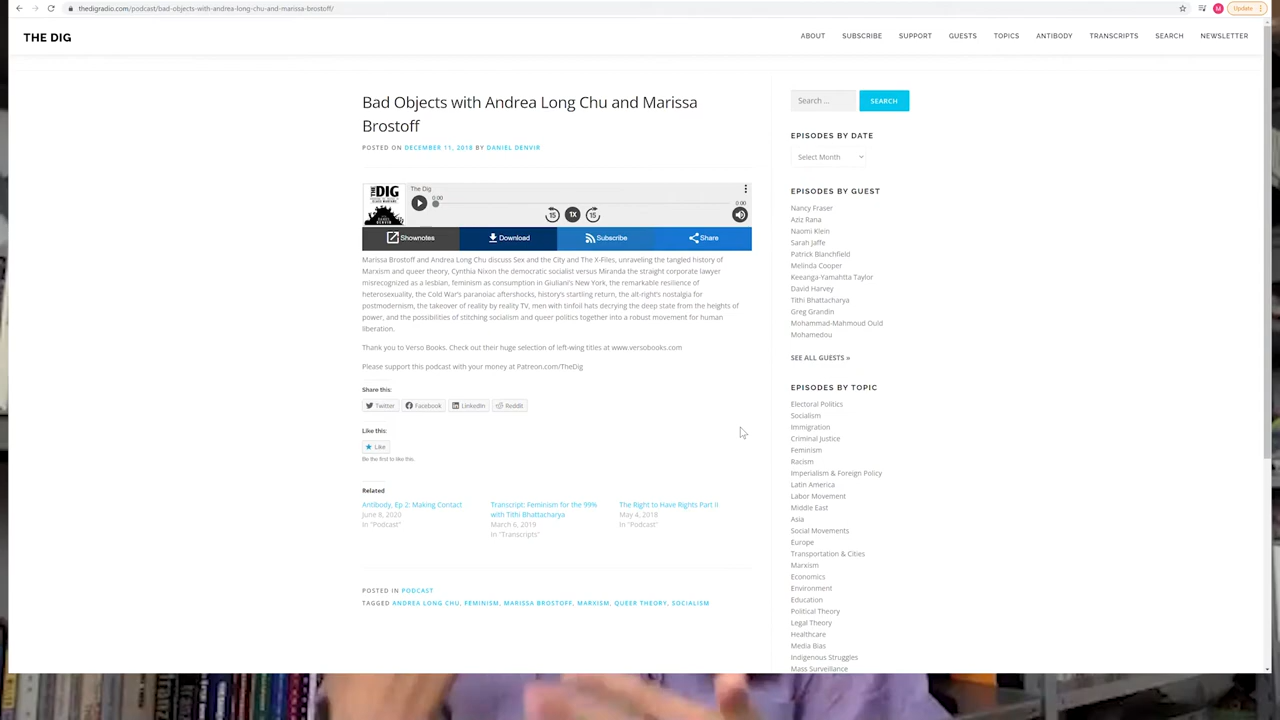 thedigradio.com/podcast/bad-objects-with-andrea-long-chu-and-marissa-brostoff/
M
Update
THE DIG
ABOUT SUBSCRIBE SUPPORT GUESTS TOPICS ANTIBODY TRANSCRIPTS SEARCH NEWSLETTER
Bad Objects with Andrea Long Chu and Marissa
Brostoff
POSTED ON DECEMBER 11, 2018 BY DANIEL DENVIR
THE DIG
The Dig
0:00
0:00
15 1X 15
Shownotes Download Subscribe Share
Marissa Brostoff and Andrea Long Chu discuss Sex and the City and The X-Files, unraveling the tangled history of
Marxism and queer theory, Cynthia Nixon the democratic socialist versus Miranda the straight corporate lawyer
misrecognized as a lesbian, feminism as consumption in Giuliani's New York, the remarkable resilience of
heterosexuality, the Cold War's paranoiac aftershocks, history's startling return, the alt-right's nostalgia for
postmodernism, the takeover of reality by reality TV, men with tinfoil hats decrying the deep state from the heights of
power, and the possibilities of stitching socialism and queer politics together into a robust movement for human
liberation.
Thank you to Verso Books. Check out their huge selection of left-wing titles at www.versobooks.com
Please support this podcast with your money at Patreon.com/TheDig
Share this:
Twitter Facebook LinkedIn Reddit
Like this:
Like
Be the first to like this.
Related
Antibody, Ep 2: Making Contact
June 8, 2020
In "Podcast"
Transcript: Feminism for the 99%
with Tithi Bhattacharya
March 6, 2019
In "Transcripts"
The Right to Have Rights Part II
May 4, 2018
In "Podcast"
POSTED IN PODCAST
TAGGED ANDREA LONG CHU, FEMINISM, MARISSA BROSTOFF, MARXISM, QUEER THEORY, SOCIALISM
Search ...
SEARCH
EPISODES BY DATE
Select Month
EPISODES BY GUEST
Nancy Fraser
Aziz Rana
Naomi Klein
Sarah Jaffe
Patrick Blanchfield
Melinda Cooper
Keeanga-Yamahtta Taylor
David Harvey
Tithi Bhattacharya
Greg Grandin
Mohammad-Mahmoud Ould
Mohamedou
SEE ALL GUESTS »
EPISODES BY TOPIC
Electoral Politics
Socialism
Immigration
Criminal Justice
Feminism
Racism
Imperialism & Foreign Policy
Latin America
Labor Movement
Middle East
Asia
Social Movements
Europe
Transportation & Cities
Marxism
Economics
Environment
Education
Political Theory
Legal Theory
Healthcare
Media Bias
Indigenous Struggles
Mass Surveillance